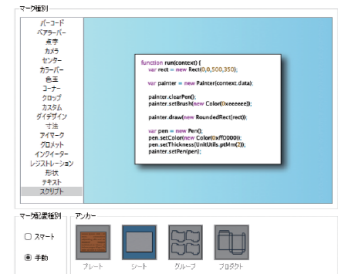 マーク種別
バーコード
ベアラーバー
点字
カメラ
センター
カラーバー
色玉
コーナー
クロップ
カスタム
ダイデザイン
寸法
アイマーク
グロメット
インクイーター
レジストレーション
形状
テキスト
スクリプト
function run(context) {
var rect = new Rect(0,0,500,350);
var painter = new Painter(context.data);
painter.clearPen();
painter.setBrush(new Color(0xeeeeee));
painter.draw(new RoundedRect(rect));
var pen = new Pen();
pen.setColor(new Color(0xff0000));
pen.setThickness(UnitUtils.ptMm(2));
painter.setPen(pen);
マーク配置種別
スマート
手動
アンカー
プレート
シート
グループ
プロダクト